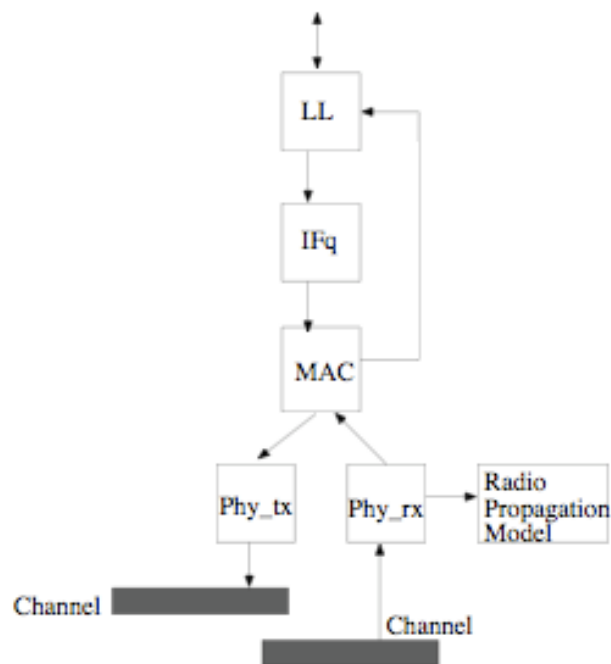 LL
IFq
MAC
Phy_tx
Phy_rx
Radio
Propagation
Model
Channel
Channel